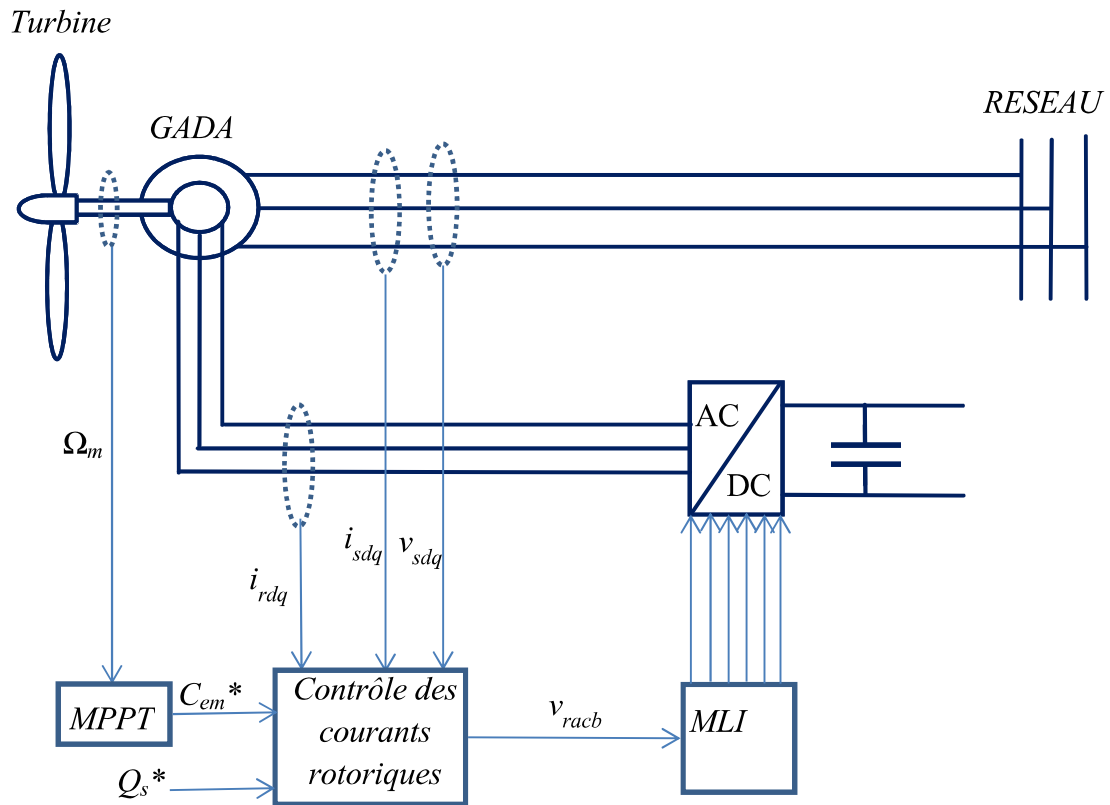 Turbine
GADA
RESEAU
AC
DC
Ωm
isdq
vsdq
irdq
MPPT
Cem*
Contrôle des
courants
rotoriques
vracb
MLI
Qs*